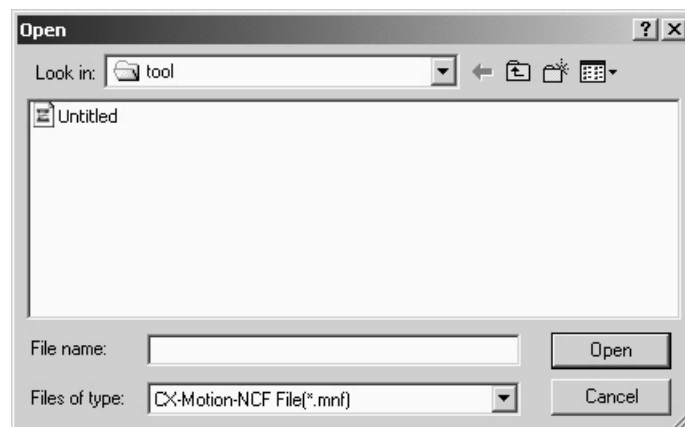 Open
Look in: tool
Untitled
File name:
Open
Files of type: CX-Motion-NCF File(*.mnf)
Cancel